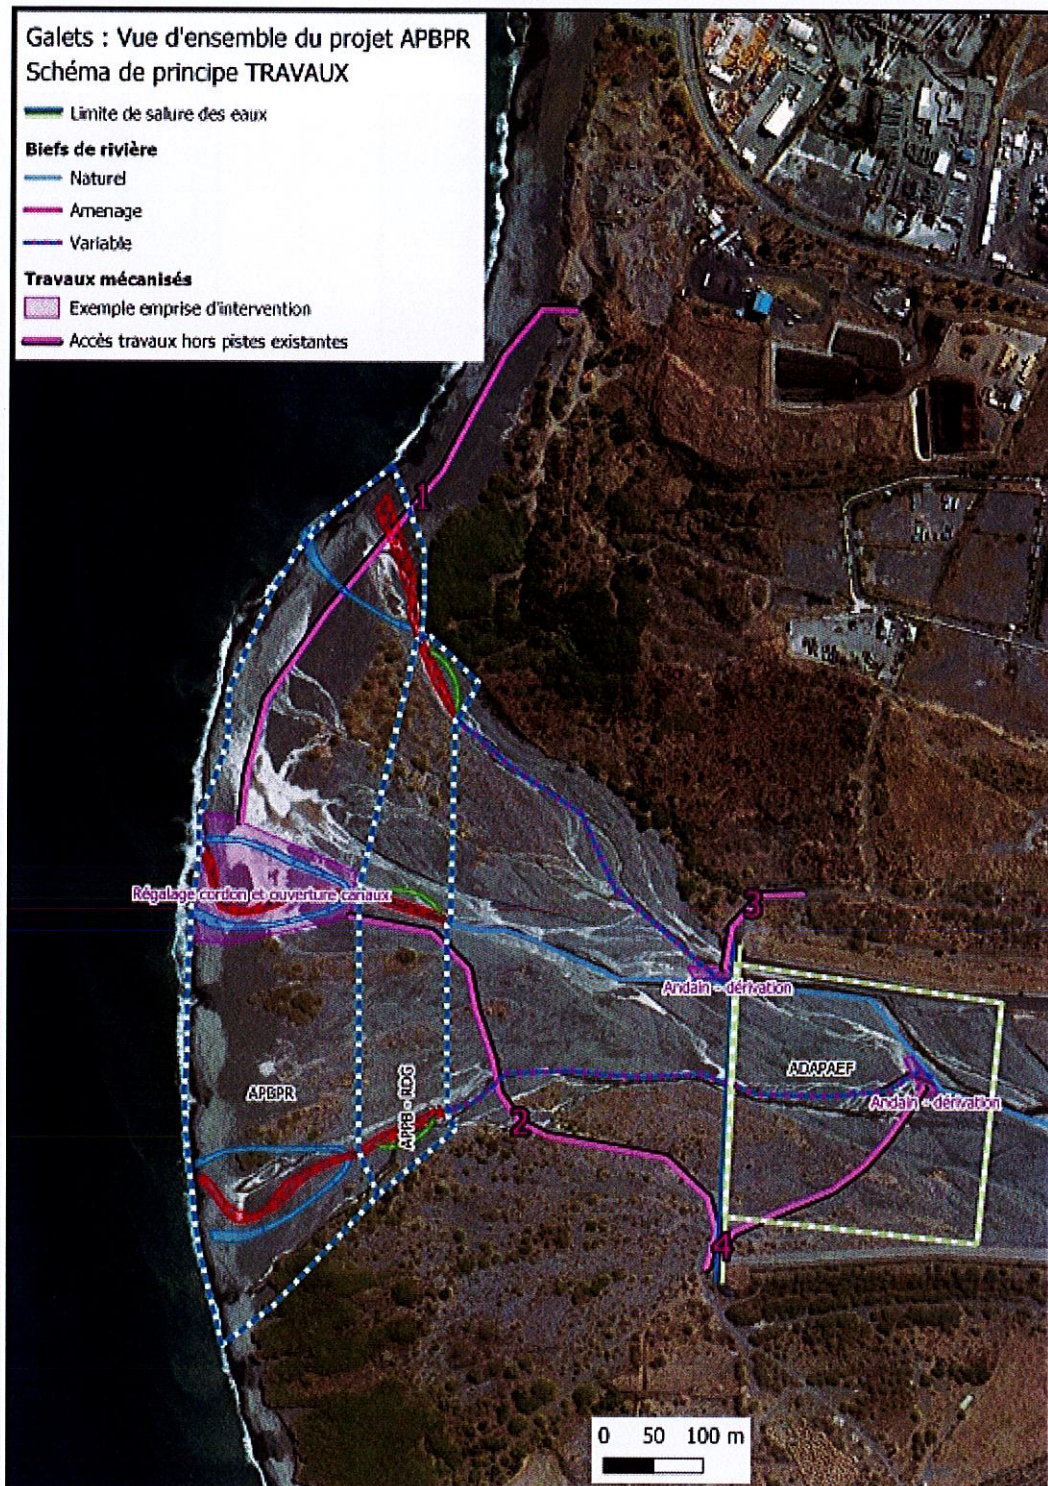 Galets : Vue d'ensemble du projet APBPR
Schéma de principe TRAVAUX
Limite de salure des eaux
Biefs de rivière
Naturel
Amenage
Variable
Travaux mécanisés
Exemple emprise d'intervention
Accès travaux hors pistes existantes
1
Régalage cordon et ouverture canaux
3
Andain - dérivation
ADAPAEF
APBPR
APPB - RDG
Andain - dérivation
2
4
0 50 100 m